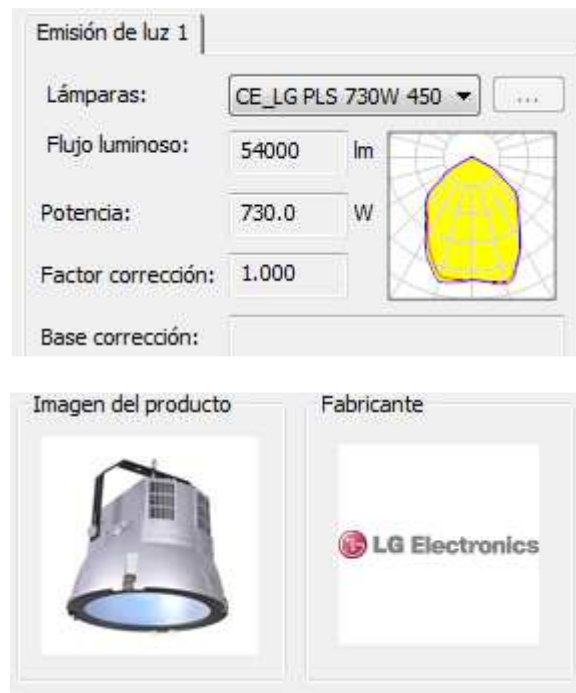 Emisión de luz 1
Lámparas: CE_LG PLS 730W 450 ...
Flujo luminoso: 54000 lm
Potencia: 730.0 W
Factor corrección: 1.000
Base corrección:
Imagen del producto Fabricante
LG Electronics